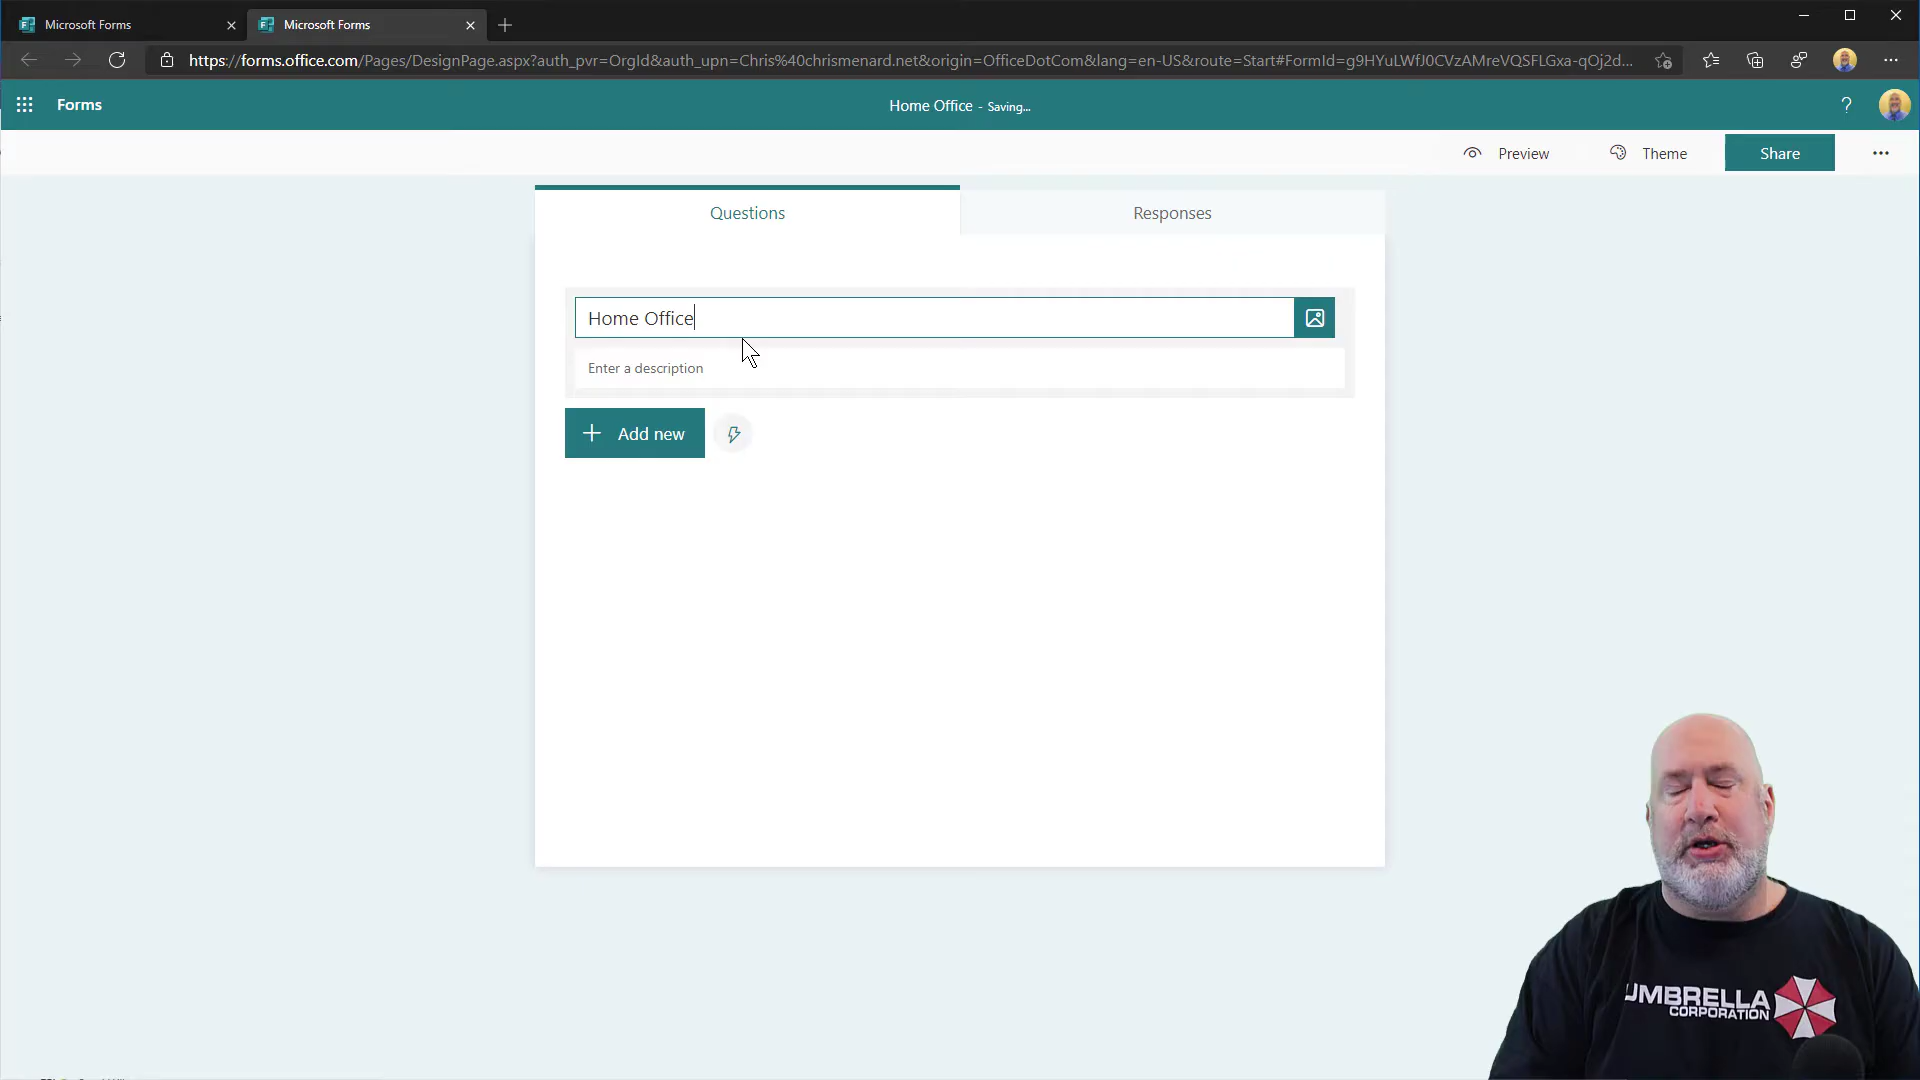 Microsoft Forms
Microsoft Forms
https://forms.office.com/Pages/DesignPage.aspx?auth_pvr=OrgId&auth_upn=Chris%40chrismenard.net&origin=OfficeDotCom&lang=en-US&route=Start#FormId=g9HYuLWfJ0CVzAMreVQSFLGxa-qOj2d...
Forms
Home Office - Saving...
?
Preview
Theme
Share
Questions
Responses
Home Office
Enter a description
Add new
UMBRELLA
CORPORATION